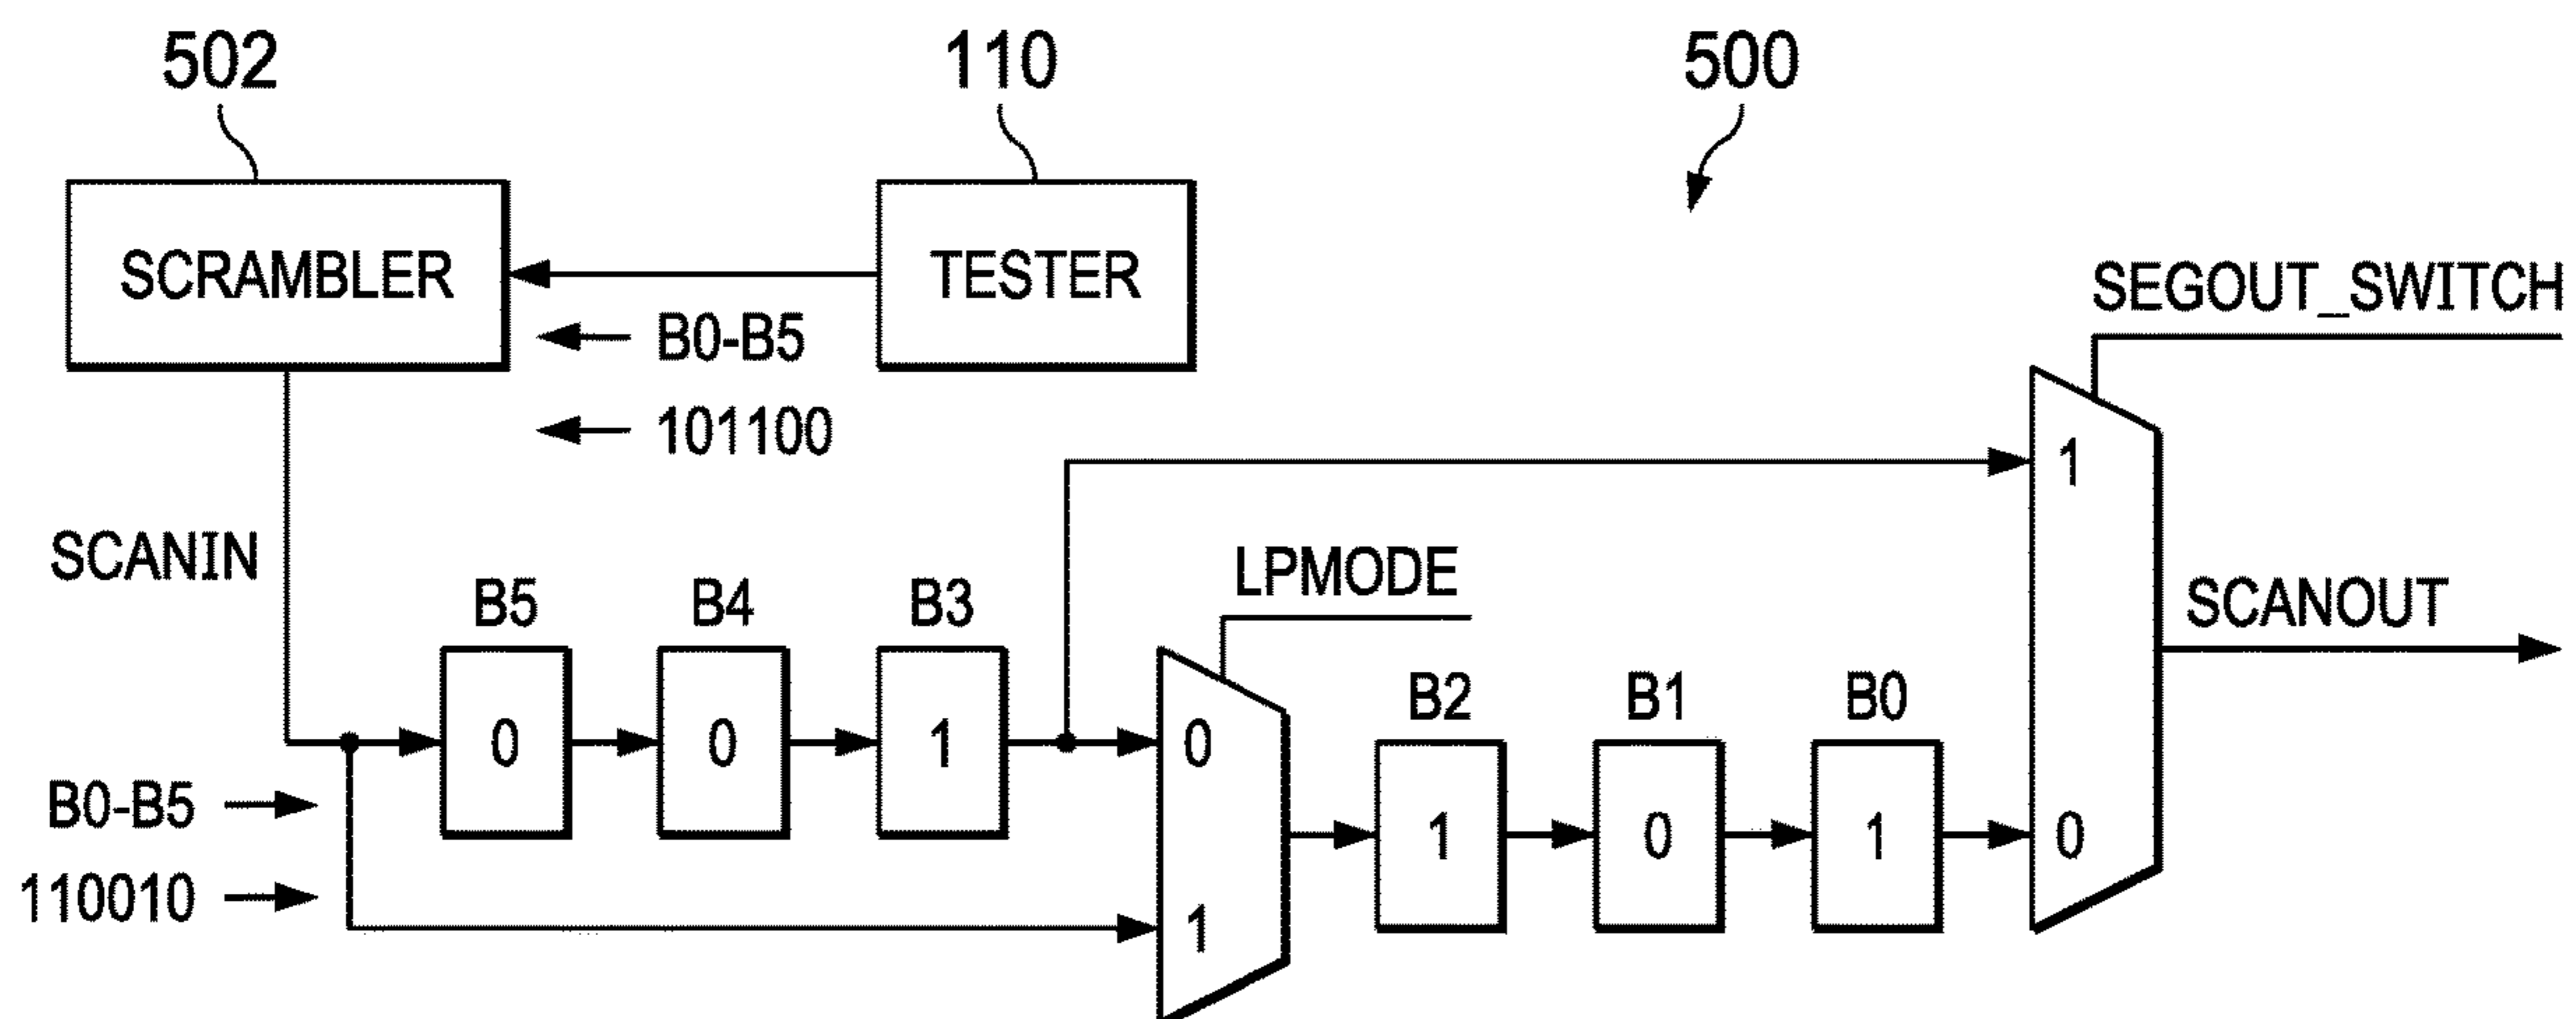 502
110
500
SCRAMBLER
TESTER
B0-B5
101100
SEGOUT_SWITCH
1
SCANIN
LPMODE
SCANOUT
B5
B4
B3
B2
B1
B0
0
0
1
0
B0-B5
1
0
1
0
110010
1